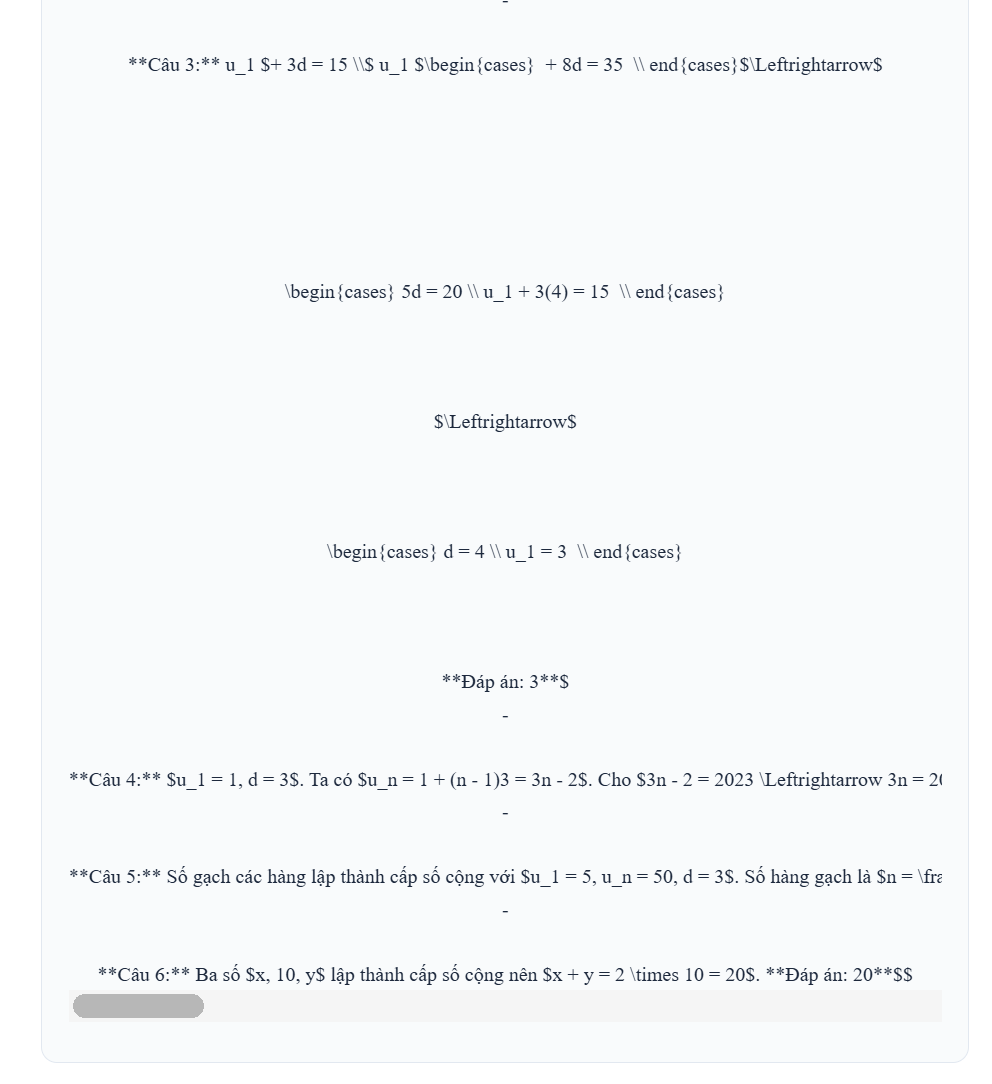 -
**Câu 3:** u_1 $+ 3d = 15 \\$ u_1 $\begin{cases}  + 8d = 35  \\ end{cases}$\Leftrightarrow$
\begin{cases} 5d = 20 \\ u_1 + 3(4) = 15  \\ end{cases}
$\Leftrightarrow$
\begin{cases} d = 4 \\ u_1 = 3  \\ end{cases}
**Đáp án: 3**$
-
**Câu 4:** $u_1 = 1, d = 3$. Ta có $u_n = 1 + (n - 1)3 = 3n - 2$. Cho $3n - 2 = 2023 \Leftrightarrow 3n = 20
-
**Câu 5:** Số gạch các hàng lập thành cấp số cộng với $u_1 = 5, u_n = 50, d = 3$. Số hàng gạch là $n = \fra
-
**Câu 6:** Ba số $x, 10, y$ lập thành cấp số cộng nên $x + y = 2 \times 10 = 20$. **Đáp án: 20**$$